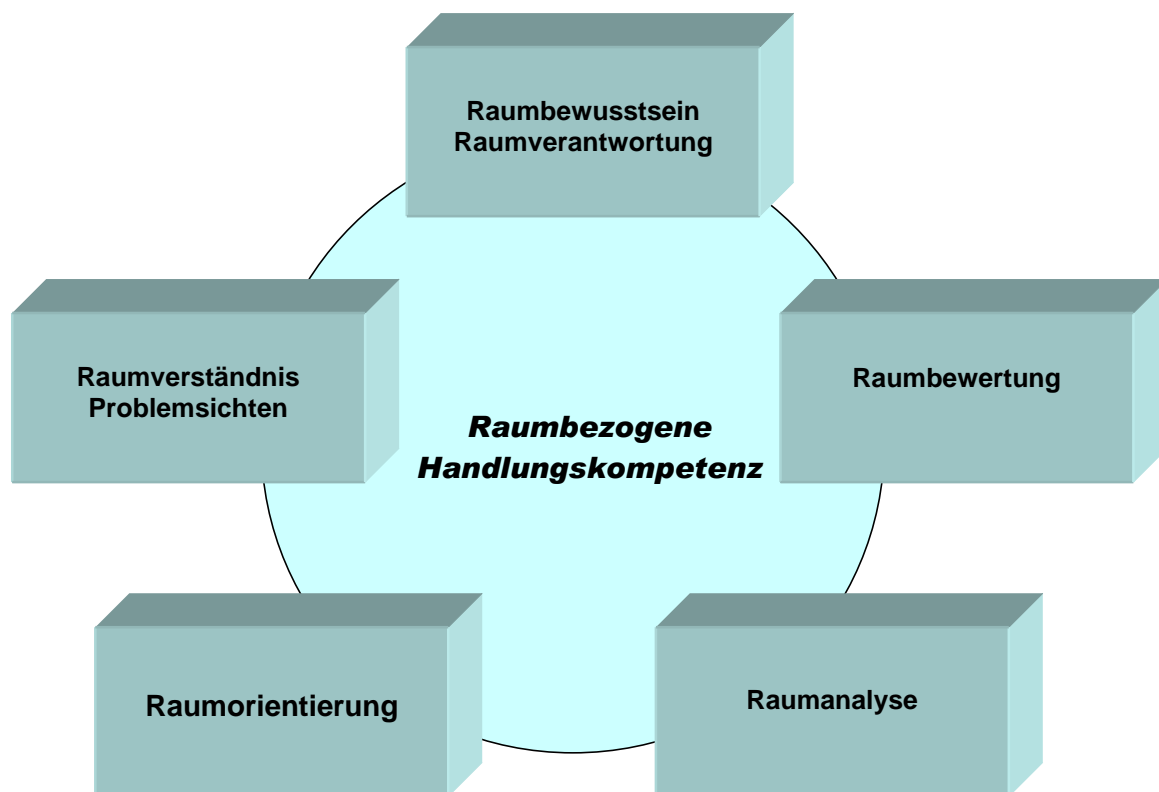 Raumbewusstsein
Raumverantwortung
Raumverständnis
Problemsichten
Raumbewertung
Raumbezogene
Handlungskompetenz
Raumorientierung
Raumanalyse